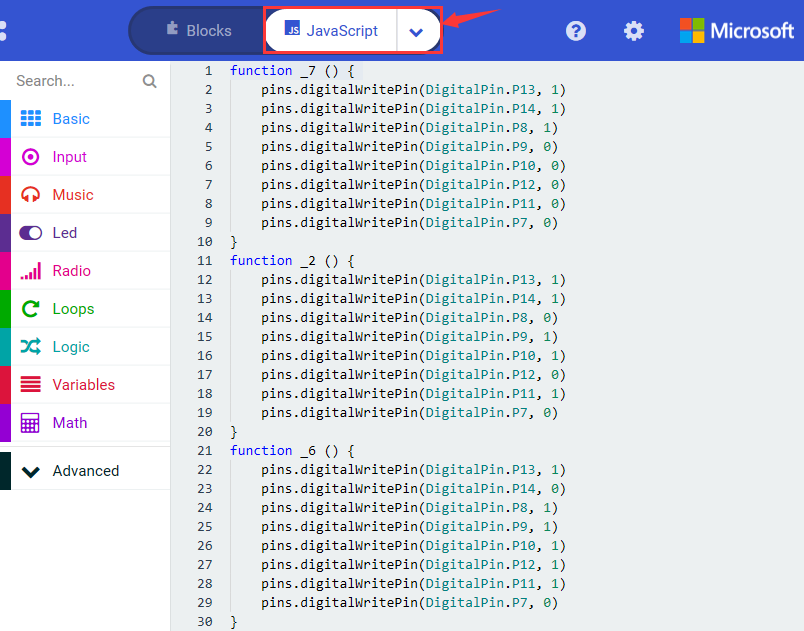 Blocks
JS JavaScript
? Microsoft
Search...
Basic
Input
Music
Led
Radio
Loops
Logic
Variables
Math
Advanced
1 function _7 () {
2     pins.digitalWritePin(DigitalPin.P13, 1)
3     pins.digitalWritePin(DigitalPin.P14, 1)
4     pins.digitalWritePin(DigitalPin.P8, 1)
5     pins.digitalWritePin(DigitalPin.P9, 0)
6     pins.digitalWritePin(DigitalPin.P10, 0)
7     pins.digitalWritePin(DigitalPin.P12, 0)
8     pins.digitalWritePin(DigitalPin.P11, 0)
9     pins.digitalWritePin(DigitalPin.P7, 0)
10 }
11 function _2 () {
12     pins.digitalWritePin(DigitalPin.P13, 1)
13     pins.digitalWritePin(DigitalPin.P14, 1)
14     pins.digitalWritePin(DigitalPin.P8, 0)
15     pins.digitalWritePin(DigitalPin.P9, 1)
16     pins.digitalWritePin(DigitalPin.P10, 1)
17     pins.digitalWritePin(DigitalPin.P12, 0)
18     pins.digitalWritePin(DigitalPin.P11, 1)
19     pins.digitalWritePin(DigitalPin.P7, 0)
20 }
21 function _6 () {
22     pins.digitalWritePin(DigitalPin.P13, 1)
23     pins.digitalWritePin(DigitalPin.P14, 0)
24     pins.digitalWritePin(DigitalPin.P8, 1)
25     pins.digitalWritePin(DigitalPin.P9, 1)
26     pins.digitalWritePin(DigitalPin.P10, 1)
27     pins.digitalWritePin(DigitalPin.P12, 1)
28     pins.digitalWritePin(DigitalPin.P11, 1)
29     pins.digitalWritePin(DigitalPin.P7, 0)
30 }